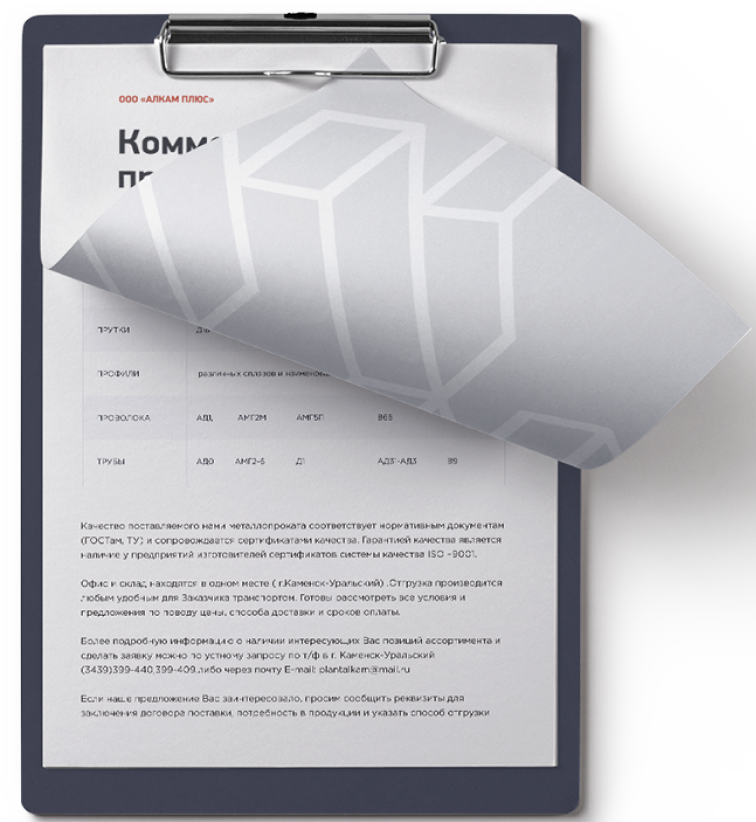 ООО «АЛКАМ ПЛЮС»
ПРУТКИ
ПРОФИЛИ различных сплавов и
ПРОВОЛОКА АД1, АМГ2М АМГ5П В65
ТРУБЫ АД0 АМГ2-6 Д1 АД31-АД3 В9
Качество поставляемого нами металлопроката соответствует нормативным документам
(ГОСТам, ТУ) и сопровождается сертификатами качества. Гарантией качества является
наличие у предприятий изготовителей сертификатов системы качества ISO -9001.
Офис и склад находятся в одном месте ( г.Каменск-Уральский) .Отгрузка производится
любым удобным для Заказчика транспортом. Готовы рассмотреть все условия и
предложения по поводу цены, способа доставки и сроков оплаты.
Более подробную информацию о наличии интересующих Вас позиций ассортимента и
сделать заявку можно по устному запросу по т/ф в г. Каменск-Уральский
(3439)399-440,399-409.либо через почту E-mail: plantalkam@mail.ru
Если наше предложение Вас заинтересовало, просим сообщить реквизиты для
заключения договора поставки, потребность в продукции и указать способ отгрузки